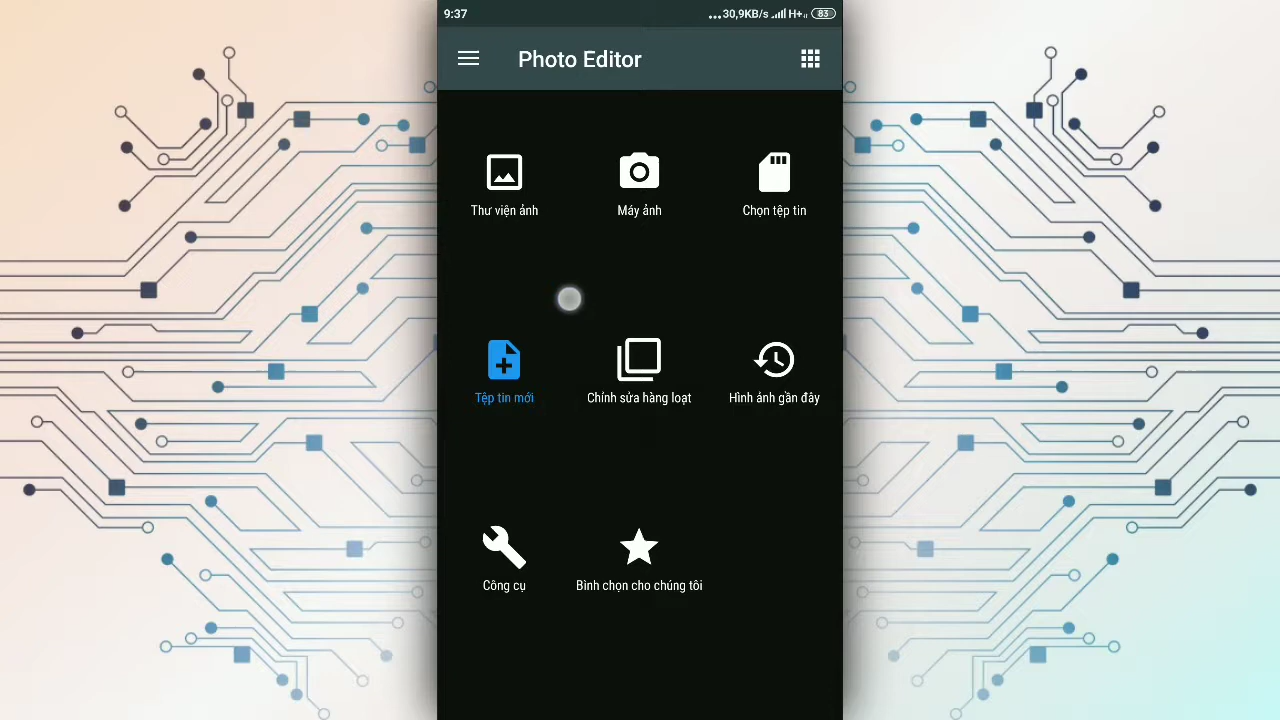 9:37 ...30,9KB/s H+ 83
Photo Editor
Thư viện ảnh Máy ảnh Chọn tệp tin
Tệp tin mới Chỉnh sửa hàng loạt Hình ảnh gần đây
Công cụ Bình chọn cho chúng tôi